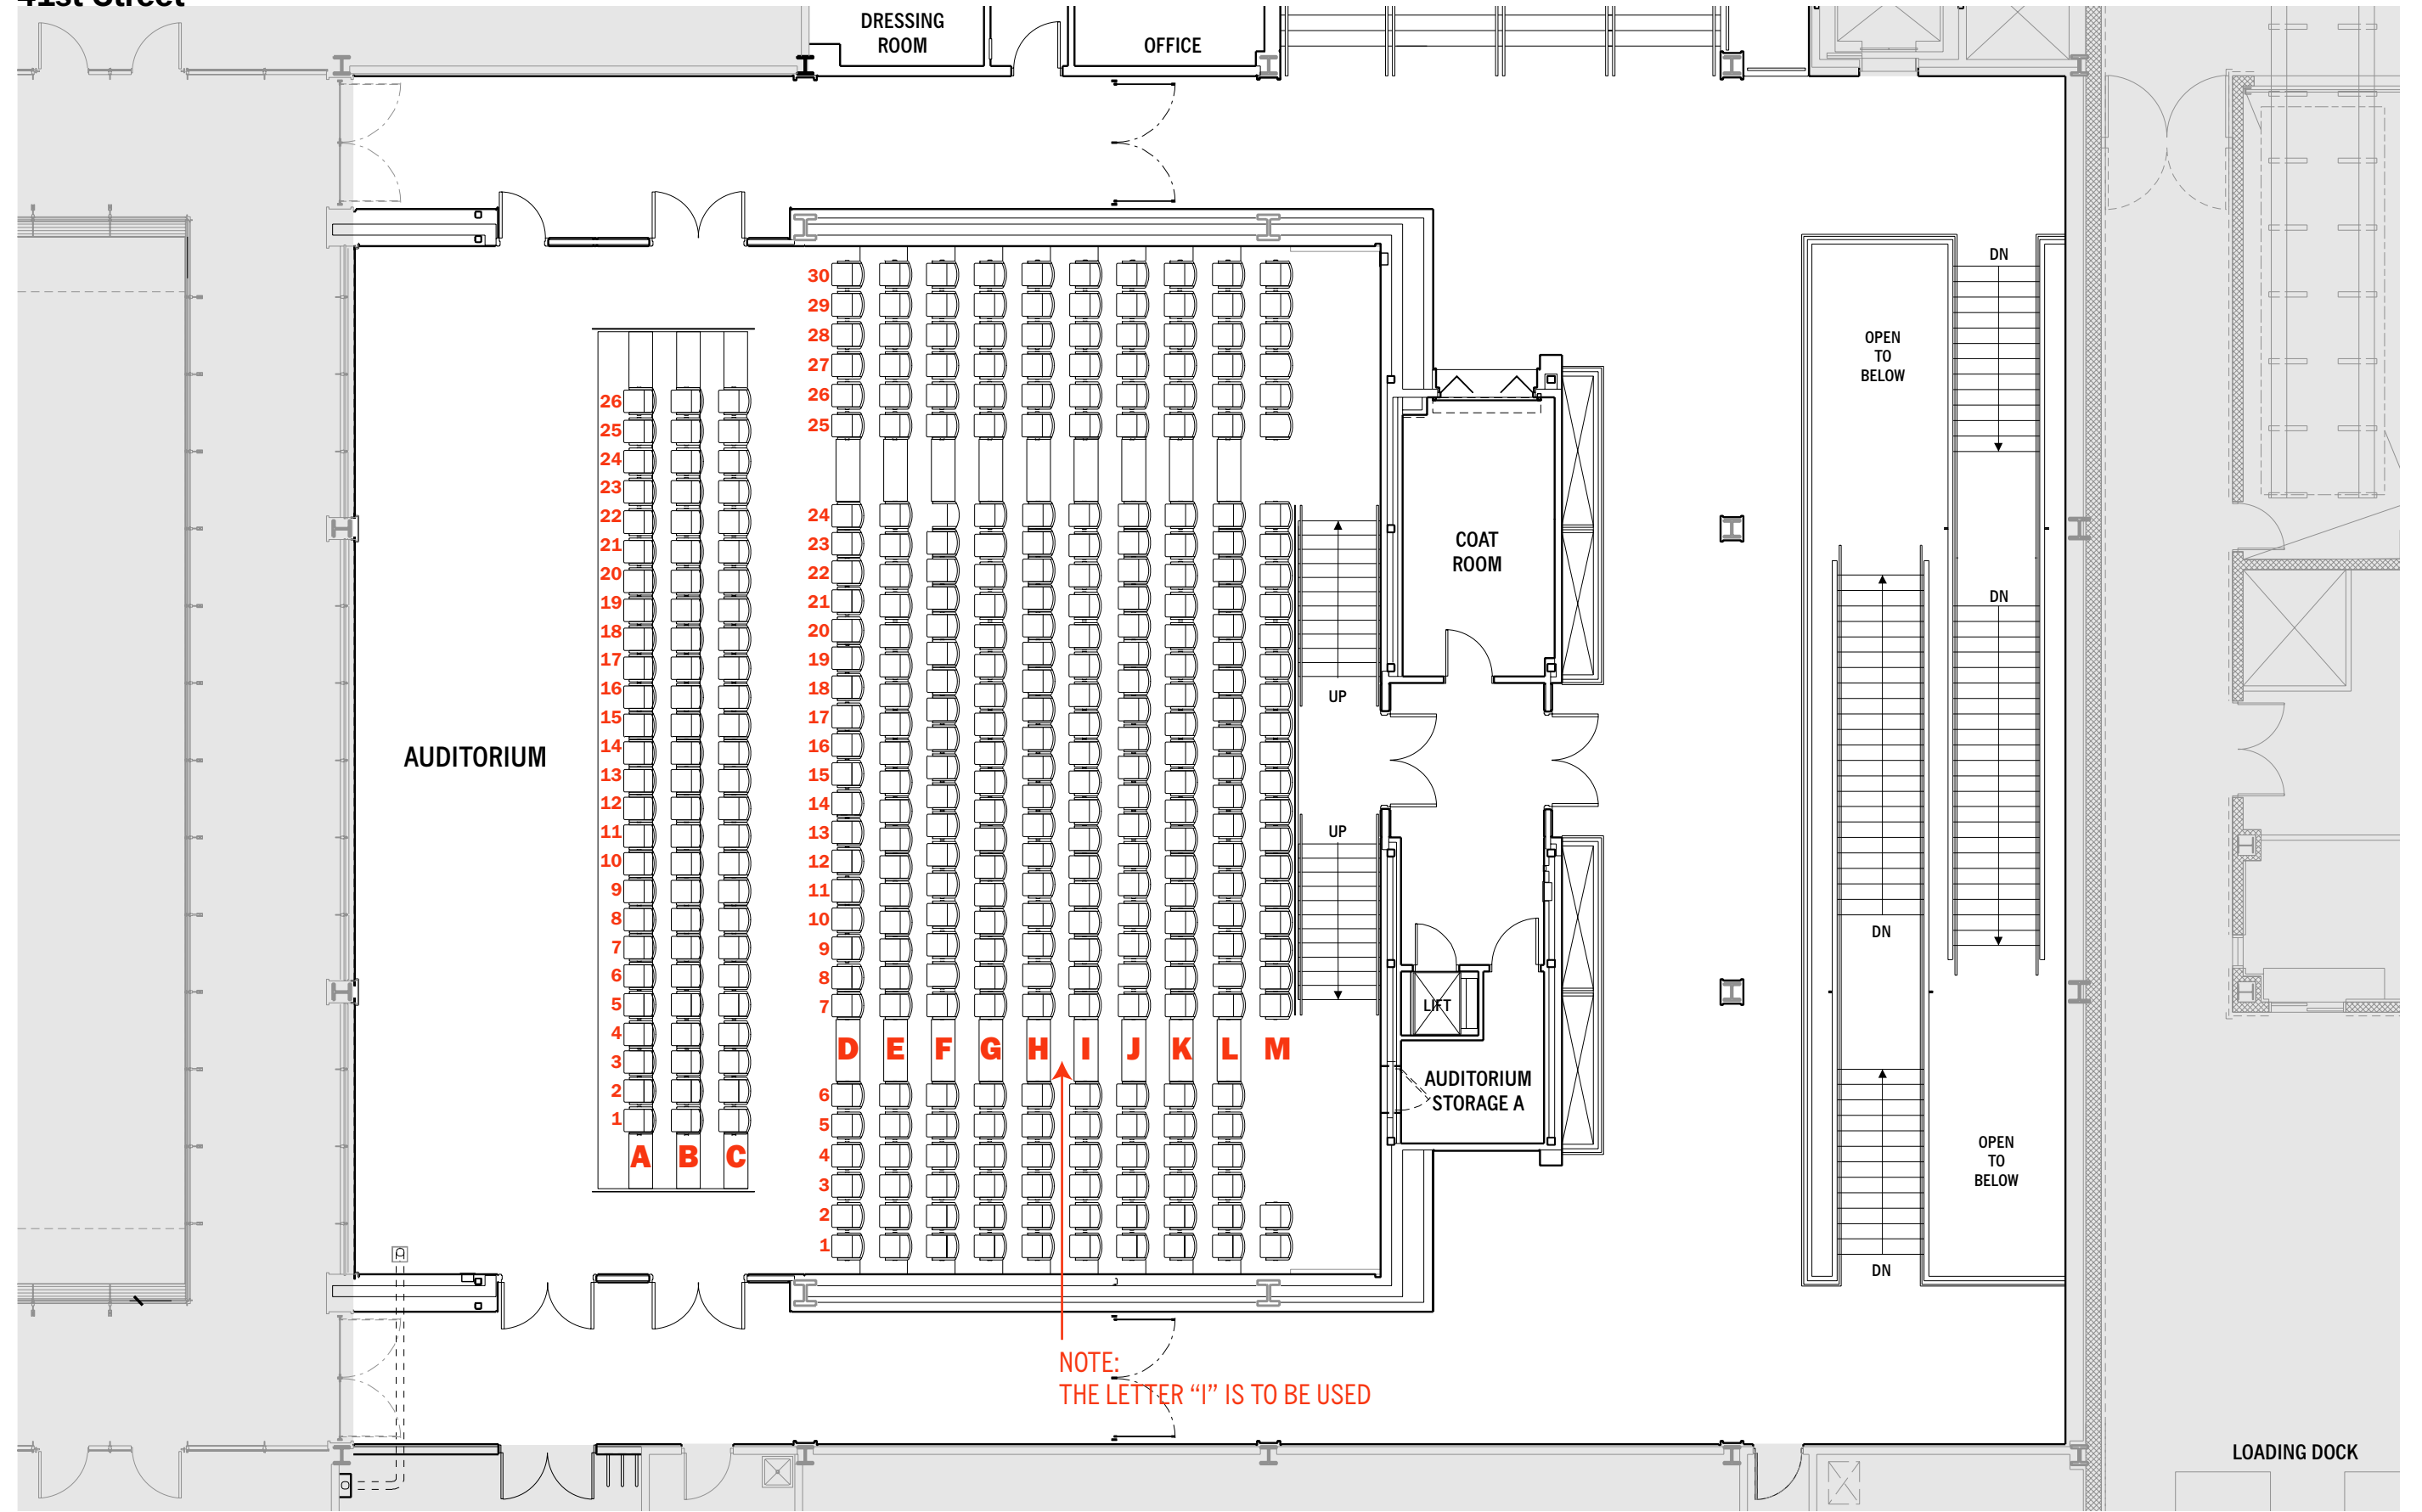 41st Street
DRESSING
ROOM
OFFICE
DN
OPEN
TO
BELOW
30
29
28
27
26
25
24
23
22
21
20
19
18
17
16
15
14
13
12
11
10
9
8
7
6
5
4
3
2
1
26
25
24
23
22
21
20
19
18
17
16
15
14
13
12
11
10
9
8
7
6
5
4
3
2
1
AUDITORIUM
COAT
ROOM
DN
UP
UP
DN
LIFT
D E F G H I J K L M
AUDITORIUM
STORAGE A
A B C
OPEN
TO
BELOW
DN
NOTE:
THE LETTER “I” IS TO BE USED
LOADING DOCK